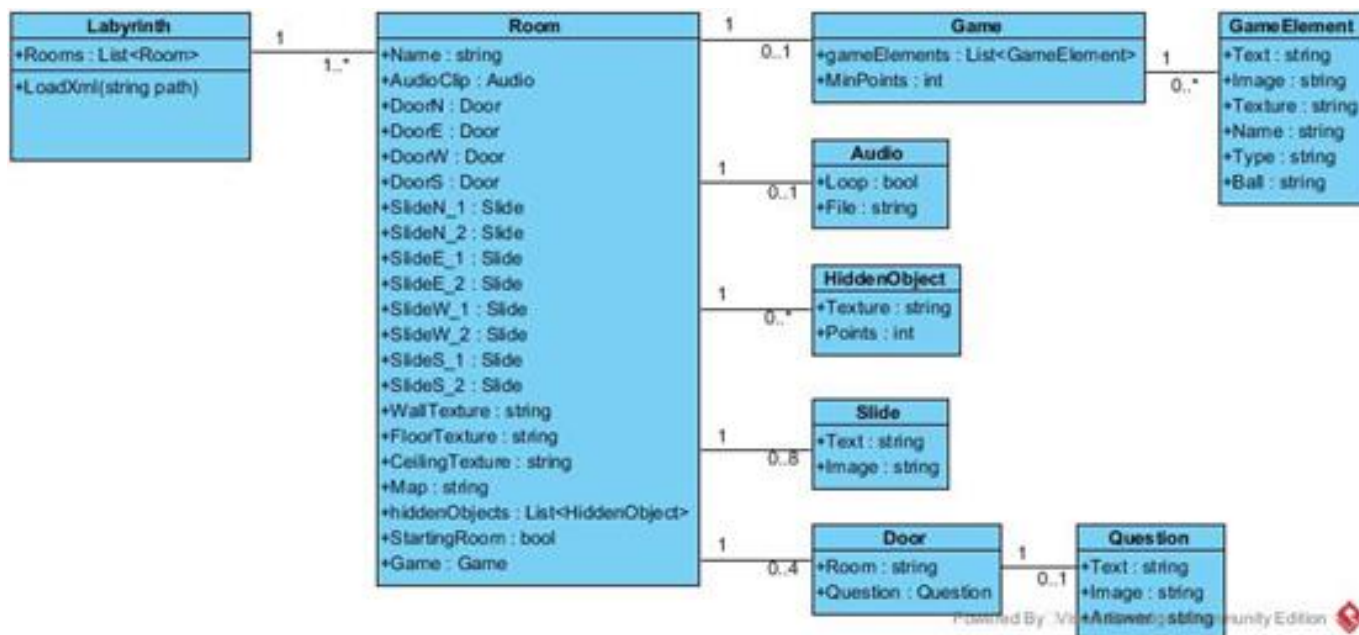 Labyrinth
+Rooms : List<Room>
+LoadXml(string path)
1
1..*
Room
+Name : string
+AudioClip : Audio
+DoorN : Door
+DoorE : Door
+DoorW : Door
+DoorS : Door
+SlideN_1 : Slide
+SlideN_2 : Slide
+SlideE_1 : Slide
+SlideE_2 : Slide
+SlideW_1 : Slide
+SlideW_2 : Slide
+SlideS_1 : Slide
+SlideS_2 : Slide
+WallTexture : string
+FloorTexture : string
+CeilingTexture : string
+Map : string
+hiddenObjects : List<HiddenObject>
+StartingRoom : bool
+Game : Game
1
0..1
Game
+gameElements : List<GameElement>
+MinPoints : int
1
0..*
GameElement
+Text : string
+Image : string
+Texture : string
+Name : string
+Type : string
+Ball : string
1
0..1
Audio
+Loop : bool
+File : string
1
0..*
HiddenObject
+Texture : string
+Points : int
1
0..8
Slide
+Text : string
+Image : string
1
0..4
Door
+Room : string
+Question : Question
1
0..1
Question
+Text : string
+Image : string
+Answer : string
Powered By Community Edition